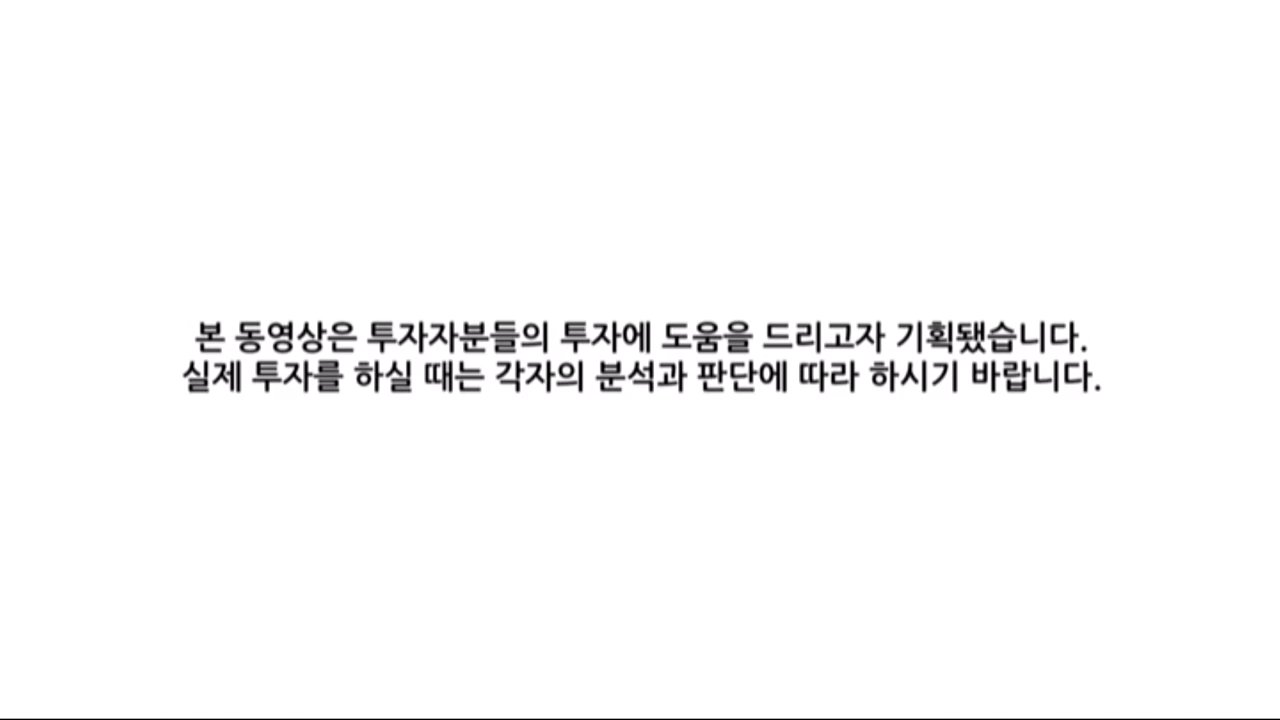 본 동영상은 투자자분들의 투자에 도움을 드리고자 기획됐습니다.
실제 투자를 하실 때는 각자의 분석과 판단에 따라 하시기 바랍니다.